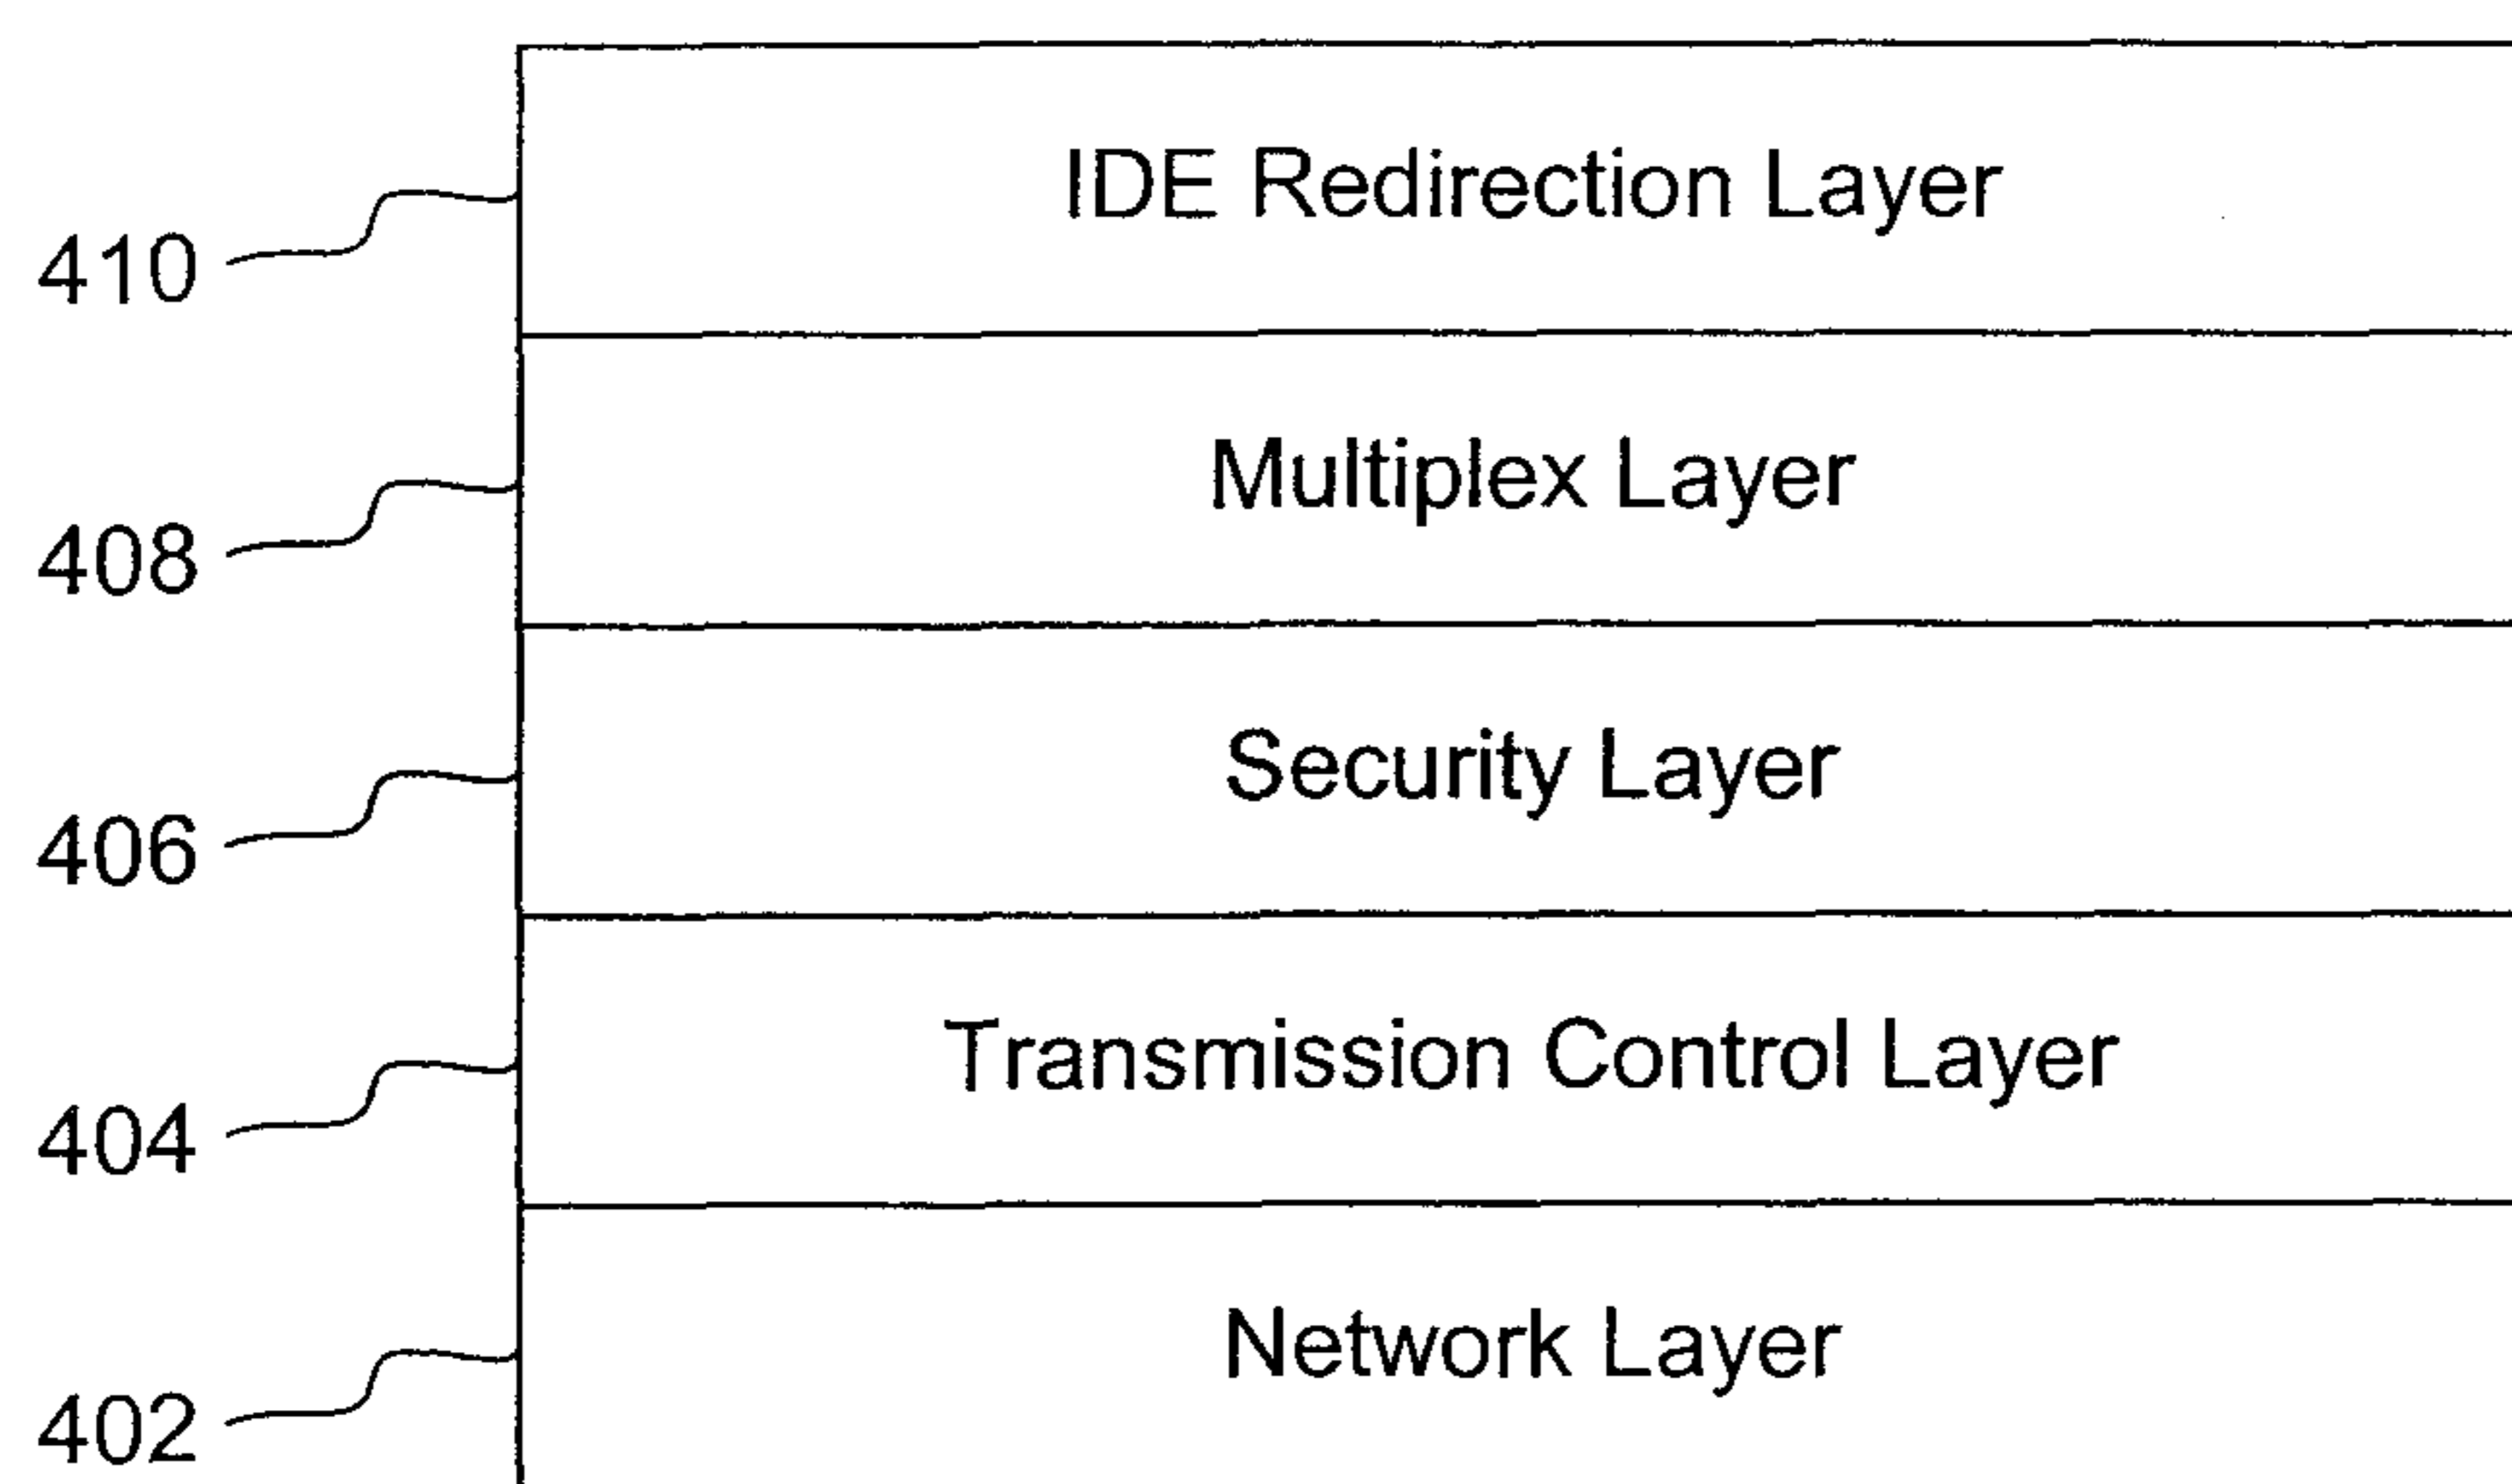 IDE Redirection Layer
410
Multiplex Layer
408
Security Layer
406
Transmission Control Layer
404
Network Layer
402